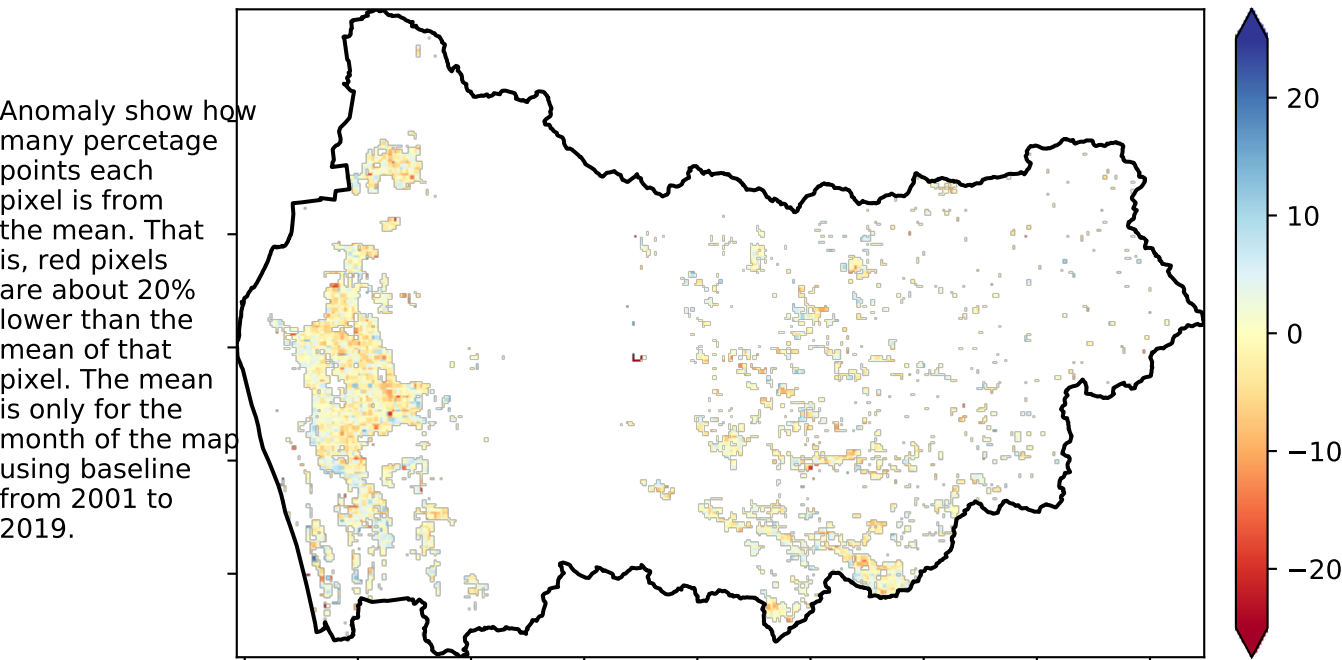 Anomaly show how
many percetage
points each
pixel is from
the mean. That
is, red pixels
are about 20%
lower than the
mean of that
pixel. The mean
is only for the
month of the map
using baseline
from 2001 to
2019.
20
10
0
−10
−20